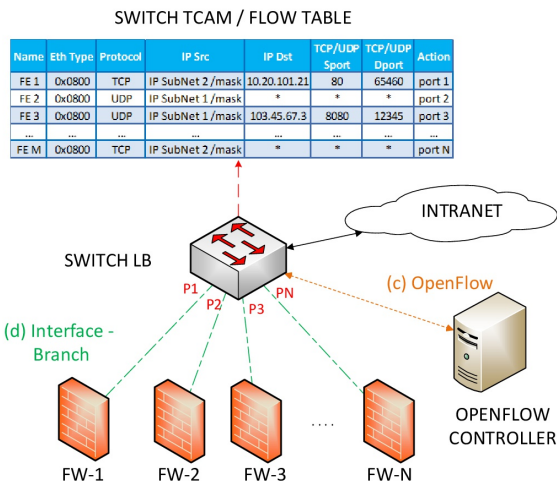 SWITCH TCAM / FLOW TABLE
Name Eth Type Protocol IP Src IP Dst TCP/UDP Sport TCP/UDP Dport Action
FE 1 0x0800 TCP IP SubNet 2 /mask 10.20.101.21 80 65460 port 1
FE 2 0x0800 UDP IP SubNet 1 /mask * * * port 2
FE 3 0x0800 UDP IP SubNet 1 /mask 103.45.67.3 8080 12345 port 3
... ... ... ... ... ... ... ...
FE M 0x0800 TCP IP SubNet 2 /mask * * * port N
INTRANET
SWITCH LB
P1
P2
P3
PN
(c) OpenFlow
(d) Interface -
Branch
OPENFLOW
CONTROLLER
....
FW-1 FW-2 FW-3 FW-N